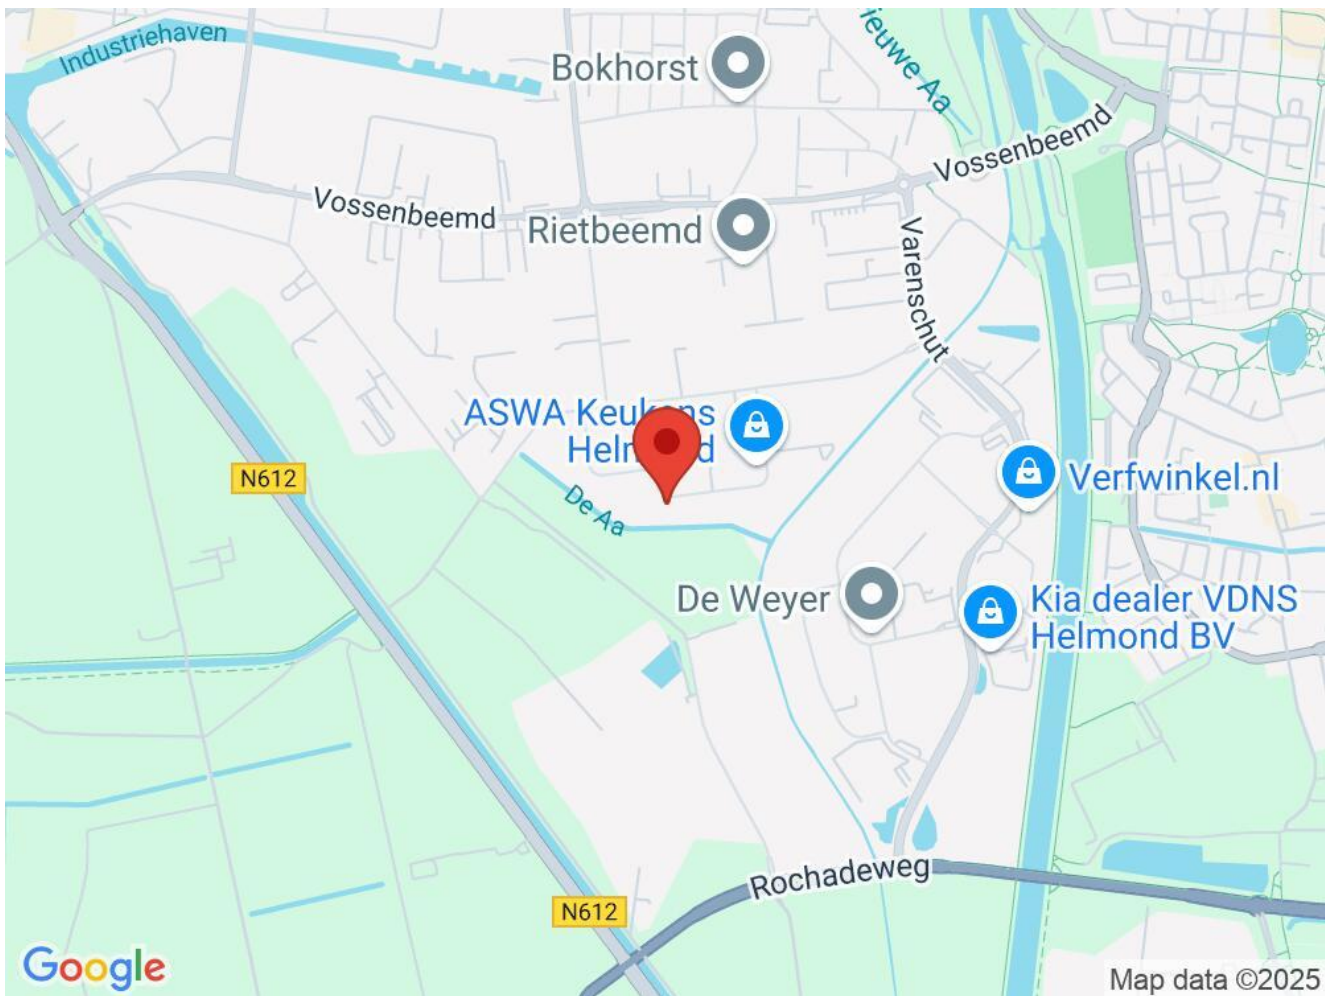 Industriehaven
Bokhorst
ieuwe Aa
Vossenbeemd
Vossenbeemd
Rietbeemd
Varenschut
ASWA Keukens
Helmond
N612
Verfwinkel.nl
De Aa
De Weyer
Kia dealer VDNS
Helmond BV
Rochadeweg
N612
Google
Map data ©2025